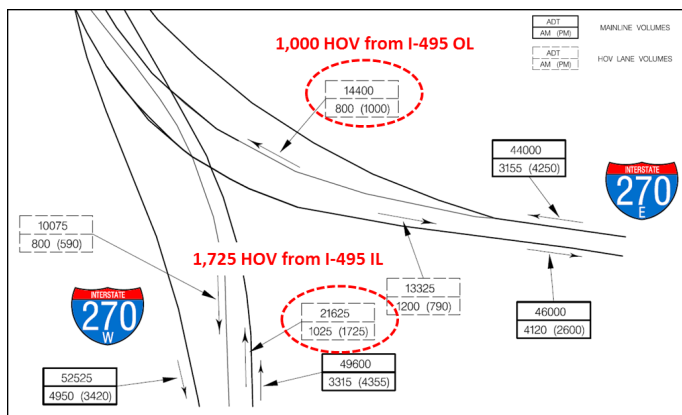 ADT
AM (PM)
MAINLINE VOLUMES
ADT
AM (PM)
HOV LANE VOLUMES
1,000 HOV from I-495 OL
14400
800 (1000)
44000
3155 (4250)
INTERSTATE
270
E
10075
800 (590)
1,725 HOV from I-495 IL
13325
1200 (790)
INTERSTATE
270
W
21625
1025 (1725)
46000
4120 (2600)
52525
4950 (3420)
49600
3315 (4355)